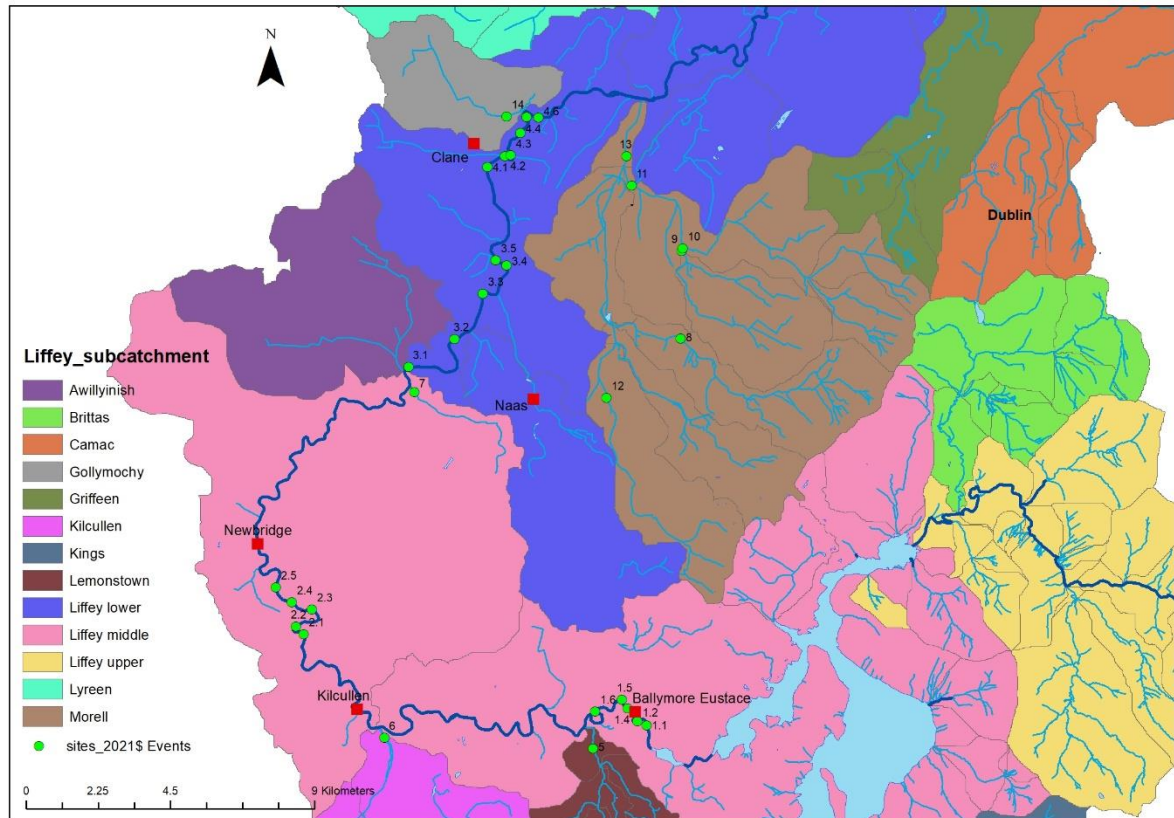 N
14
4.6
4.4
4.3
Clane
4.2
4.1
13
11
Dublin
10
9
3.5
3.4
3.3
3.2
8
3.1
7
12
Naas
Liffey_subcatchment
Awillyinish
Brittas
Camac
Gollymochy
Griffeen
Kilcullen
Kings
Lemonstown
Liffey lower
Liffey middle
Liffey upper
Lyreen
Morell
sites_2021$ Events
0 2.25 4.5 9 Kilometers
Newbridge
2.5
2.4
2.3
2.2
2.1
Kilcullen
6
1.5
1.6
Ballymore Eustace
1.2
1.4
1.1
5